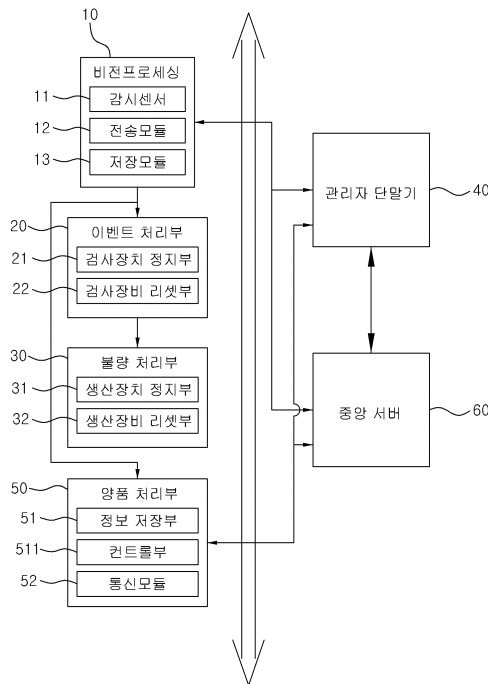 10
비전프로세싱
11
감시센서
12
전송모듈
13
저장모듈
20
이벤트 처리부
21
검사장치 정지부
22
검사장비 리셋부
30
불량 처리부
31
생산장치 정지부
32
생산장비 리셋부
50
양품 처리부
51
정보 저장부
511
컨트롤부
52
통신모듈
관리자 단말기
40
중앙 서버
60